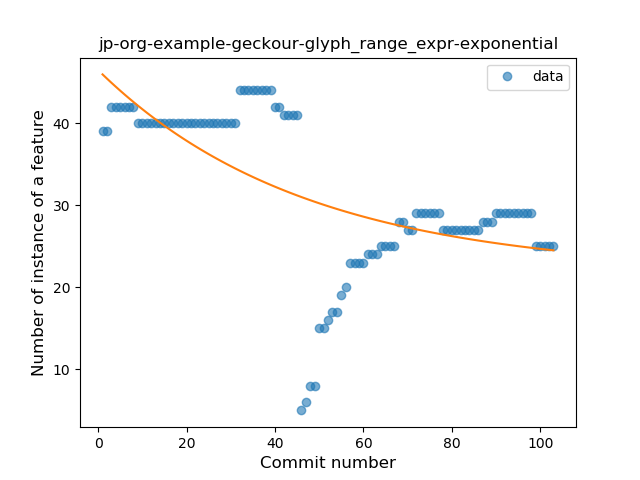 jp-org-example-geckour-glyph_range_expr-exponential
data
Number of instance of a feature
40
30
20
10
0 20 40 60 80 100
Commit number